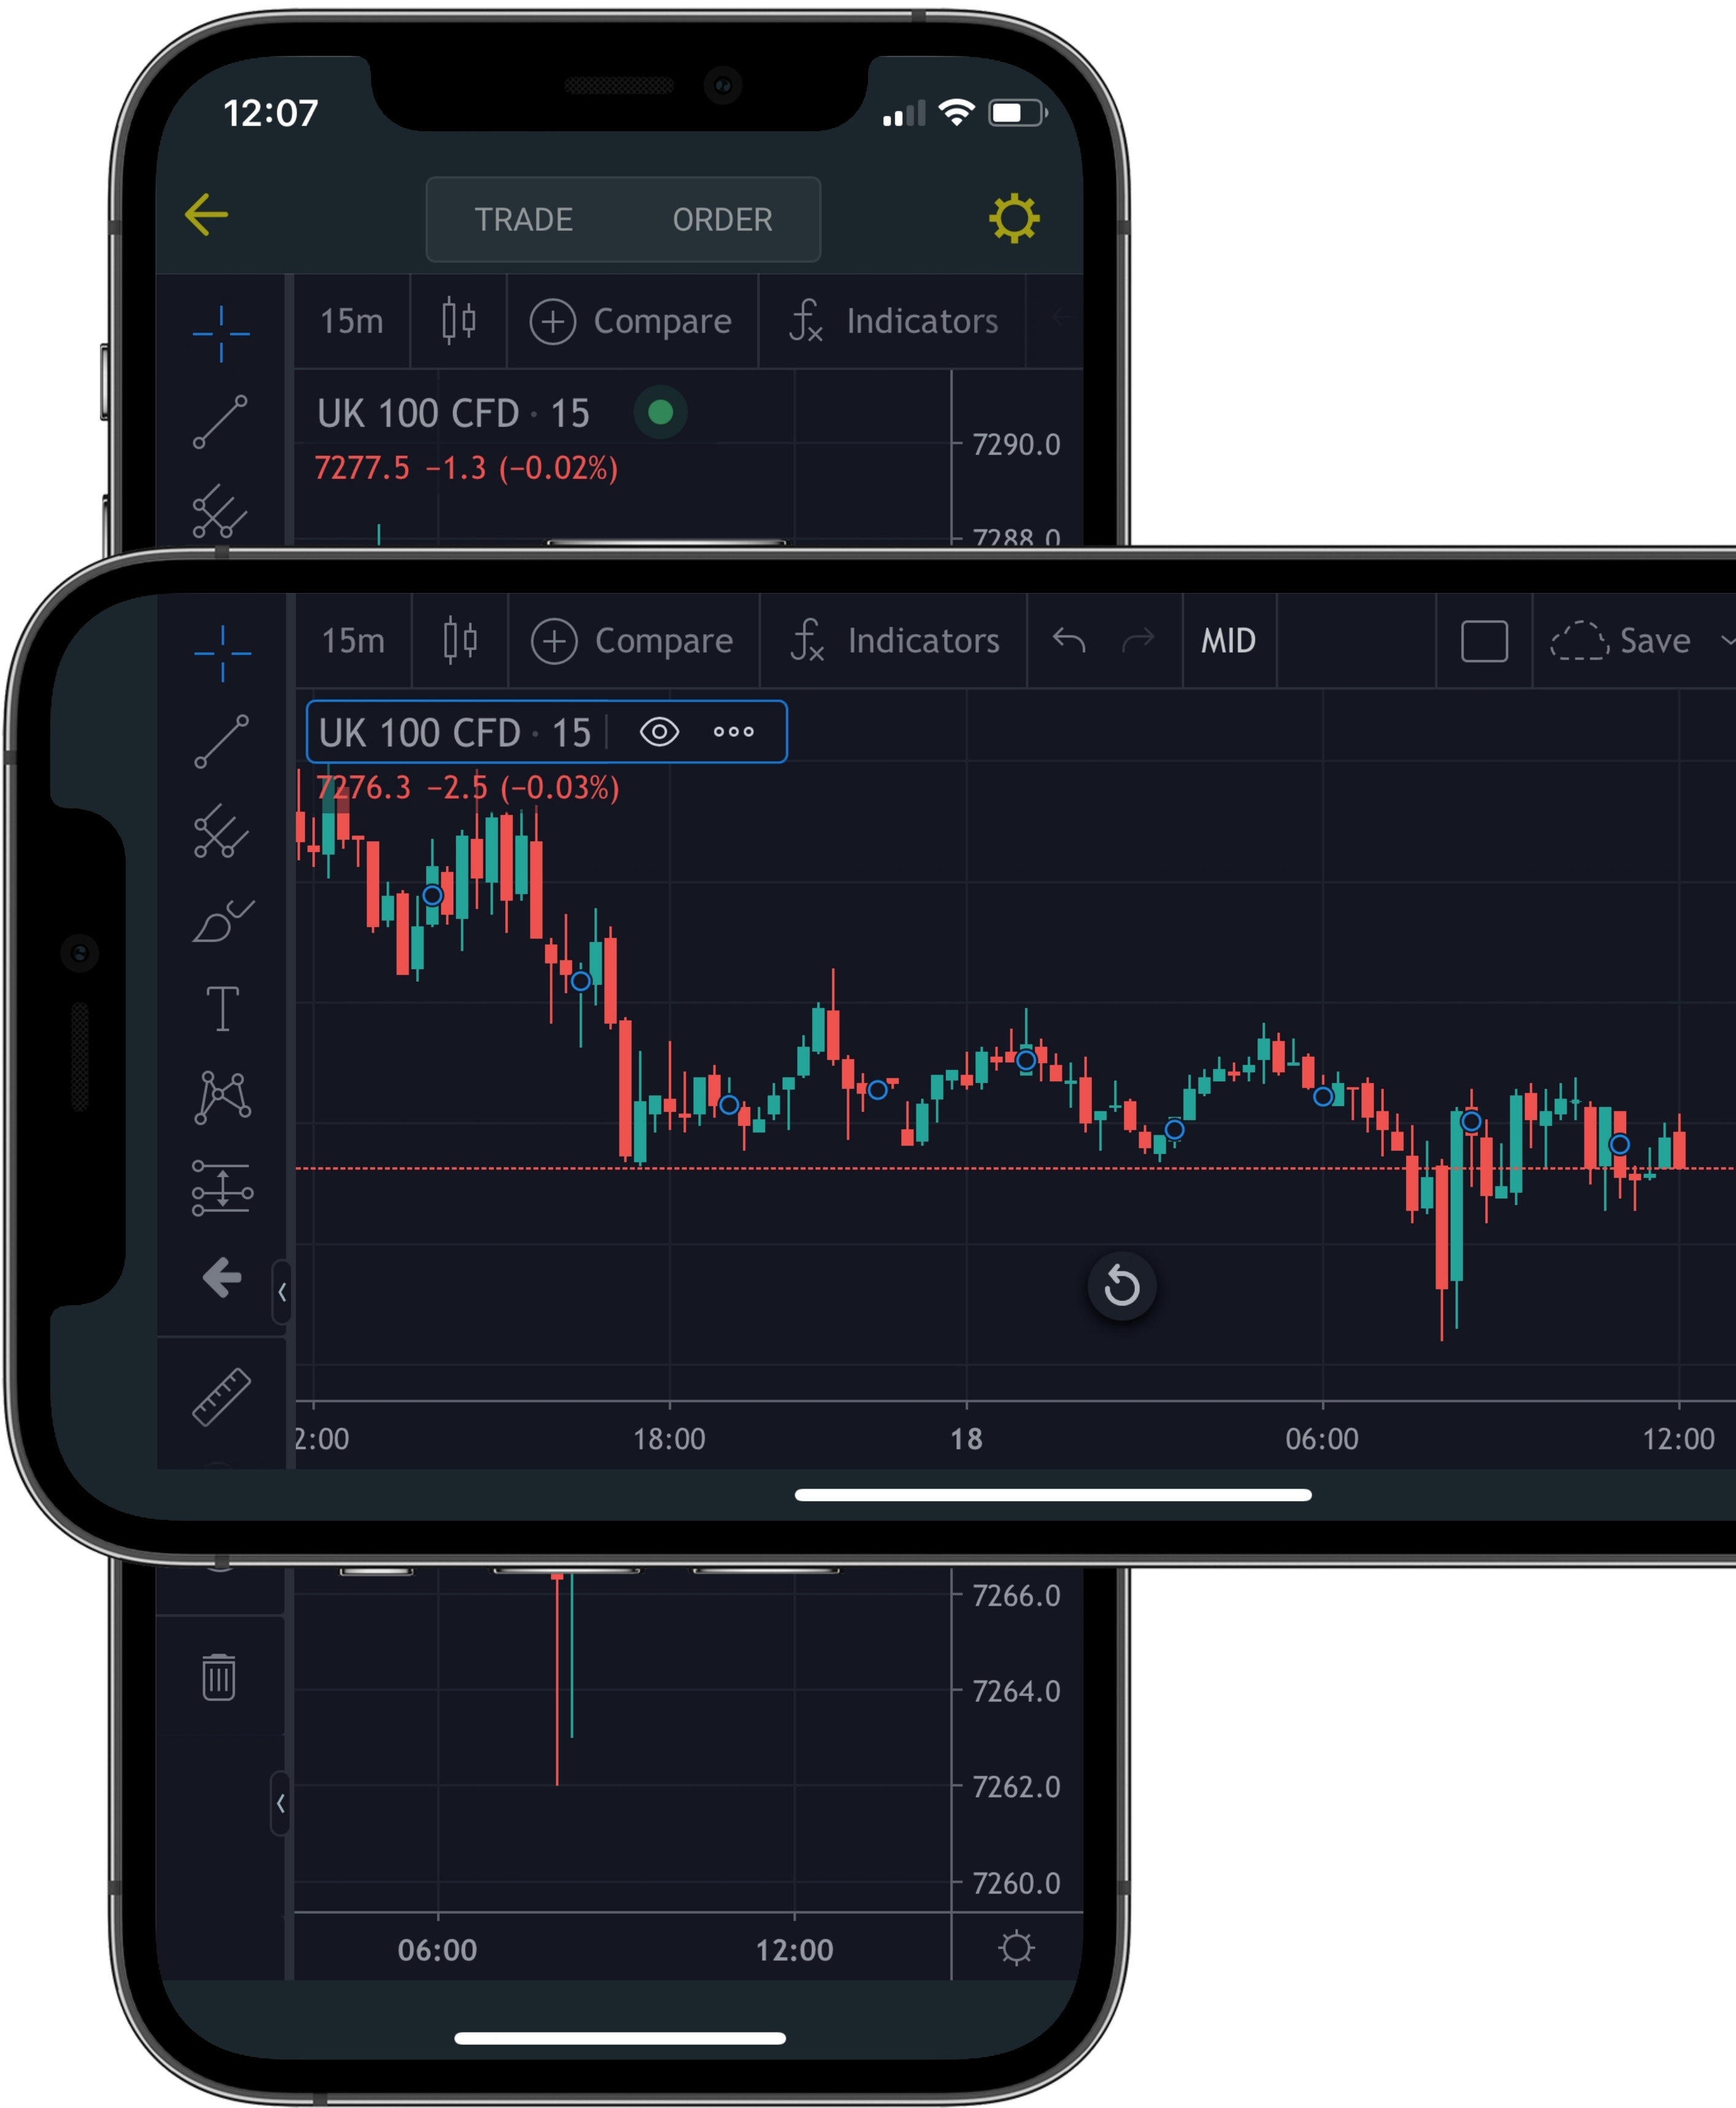 12:07
TRADE ORDER
15m Compare Indicators
UK 100 CFD · 15
7277.5 −1.3 (−0.02%)
7290.0
7288.0
15m Compare Indicators MID Save
UK 100 CFD · 15
7276.3 −2.5 (−0.03%)
T
2:00 18:00 18 06:00 12:00
7266.0
7264.0
7262.0
7260.0
06:00 12:00